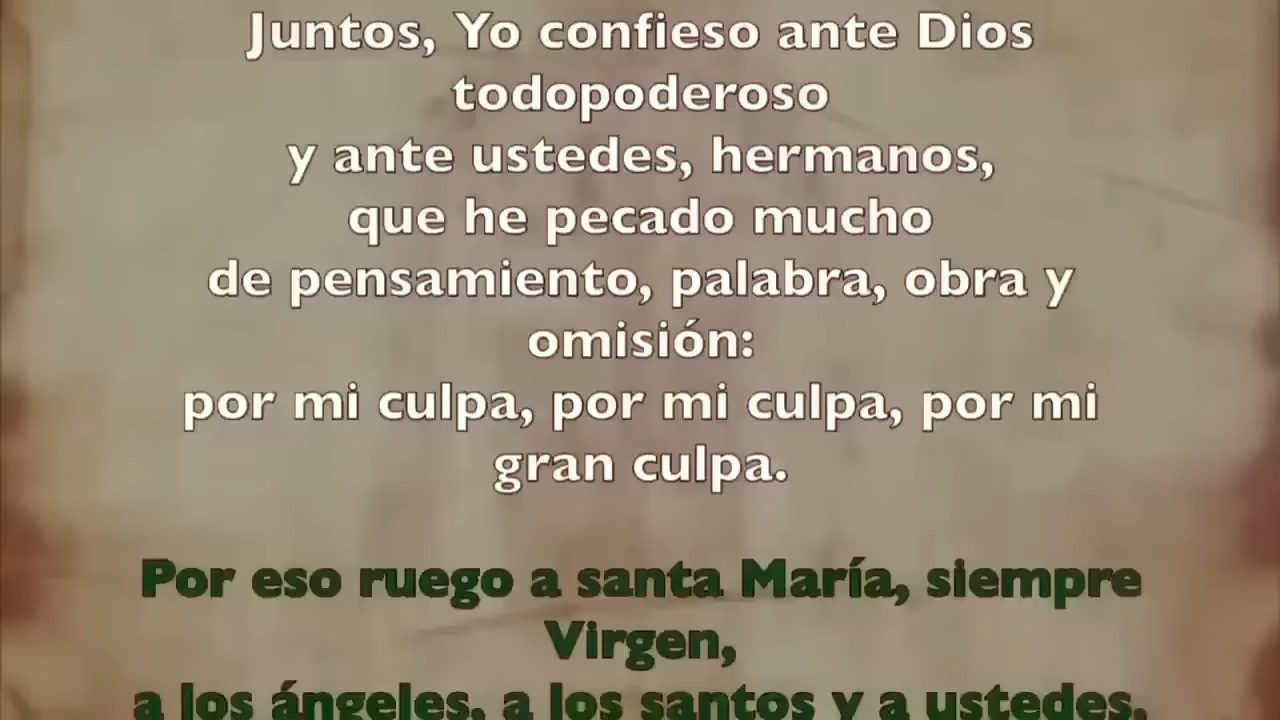 Juntos, Yo confieso ante Dios
todopoderoso
y ante ustedes, hermanos,
que he pecado mucho
de pensamiento, palabra, obra y
omisión:
por mi culpa, por mi culpa, por mi
gran culpa.
Por eso ruego a santa María, siempre
Virgen,
a los ángeles, a los santos y a ustedes,